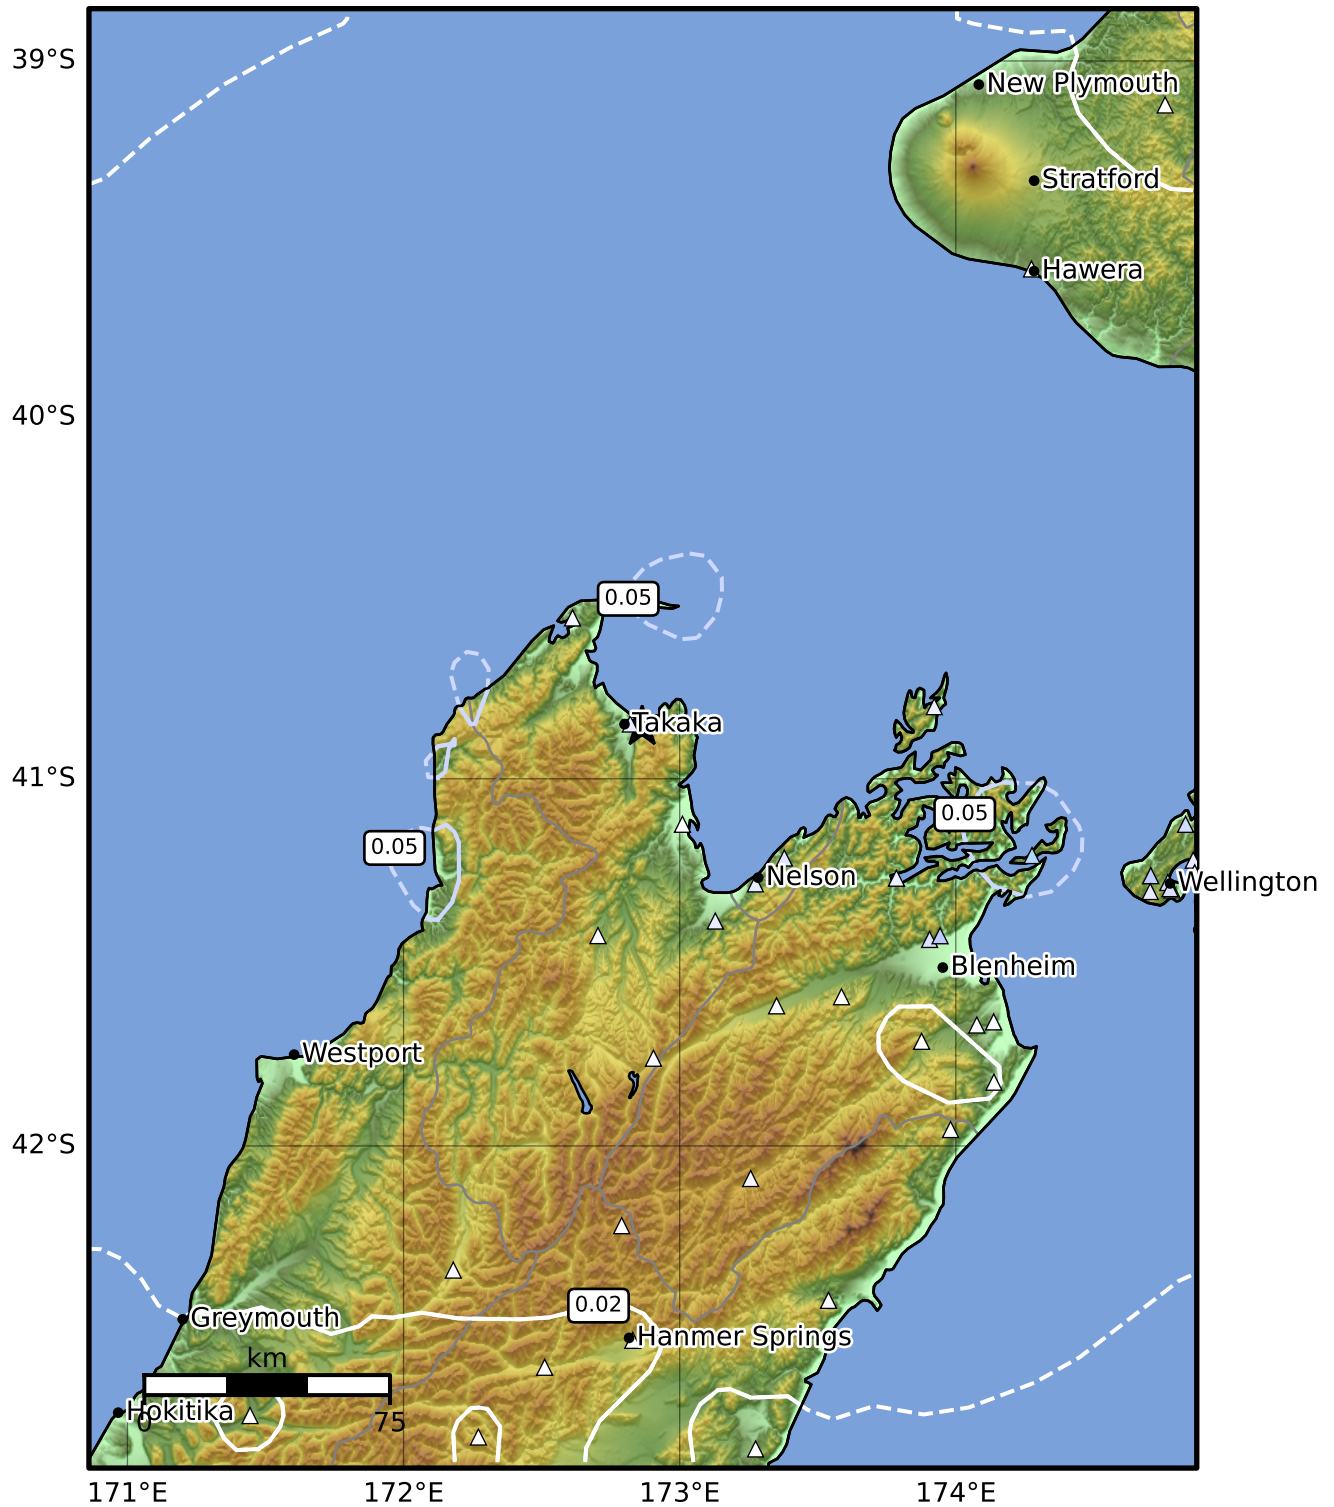 39°S
New Plymouth
Stratford
Hawera
40°S
0.05
Takaka
41°S
0.05
0.05
Nelson
Wellington
Blenheim
Westport
42°S
0.02
Greymouth
Hanmer Springs
km
Hokitika
0 75
171°E 172°E 173°E 174°E